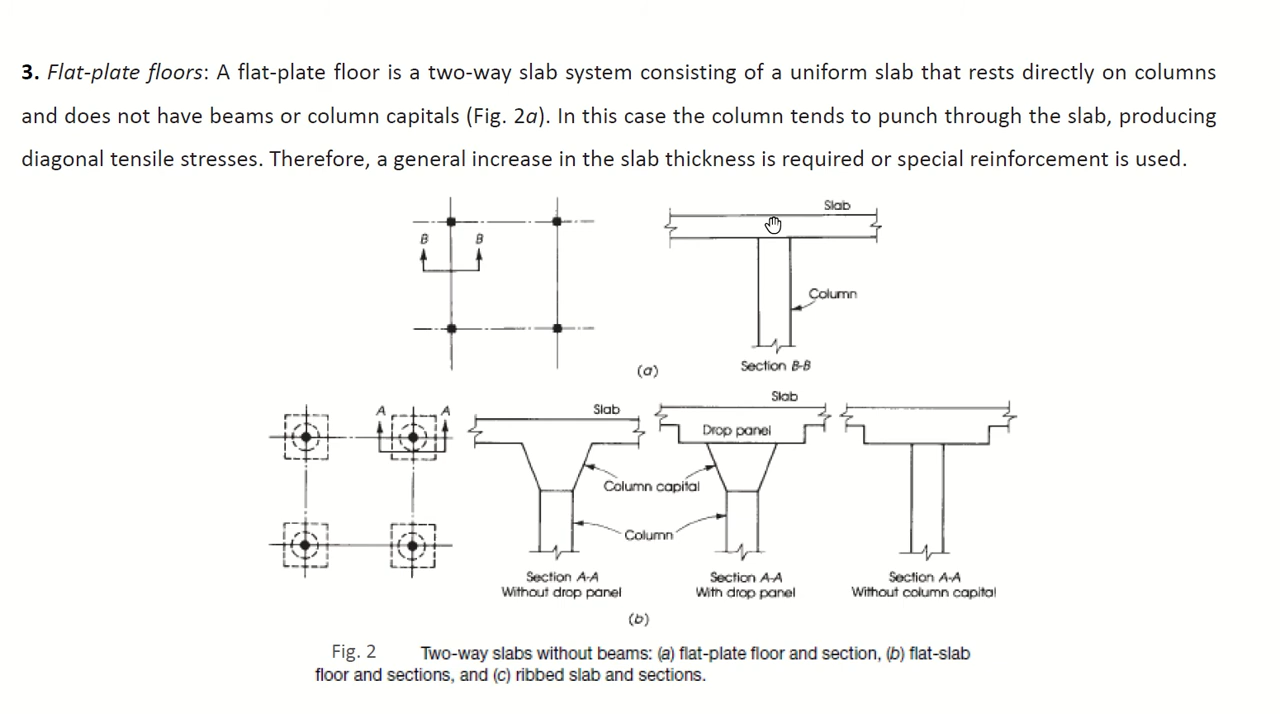 3. Flat-plate floors: A flat-plate floor is a two-way slab system consisting of a uniform slab that rests directly on columns
and does not have beams or column capitals (Fig. 2a). In this case the column tends to punch through the slab, producing
diagonal tensile stresses. Therefore, a general increase in the slab thickness is required or special reinforcement is used.
Slab
B B
Column
Section B-B
(a)
Slab
A A
Slab
Drop panel
Column capital
Column
Section A-A
Without drop panel
Section A-A
With drop panel
Section A-A
Without column capital
(b)
Fig. 2 Two-way slabs without beams: (a) flat-plate floor and section, (b) flat-slab
floor and sections, and (c) ribbed slab and sections.